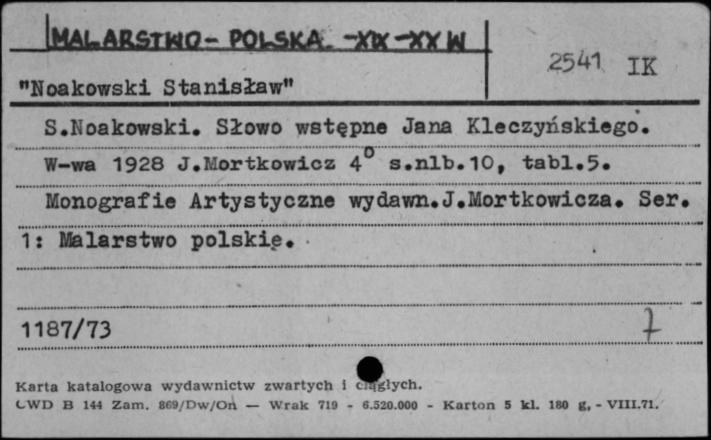 MALARSTWO - POLSKA - XIX - XX W
2541 IK
"Noakowski Stanisław"
S.Noakowski. Słowo wstępne Jana Kleczyńskiego.
W-wa 1928 J.Mortkowicz 4° s.nlb.10, tabl.5.
Monografie Artystyczne wydawn.J.Mortkowicza. Ser.
1: Malarstwo polskie.
1187/73
7
Karta katalogowa wydawnictw zwartych i ciągłych.
CWD B 144 Zam. 869/Dw/On — Wrak 719 - 6.520.000 - Karton 5 kl. 180 g. - VIII.71.